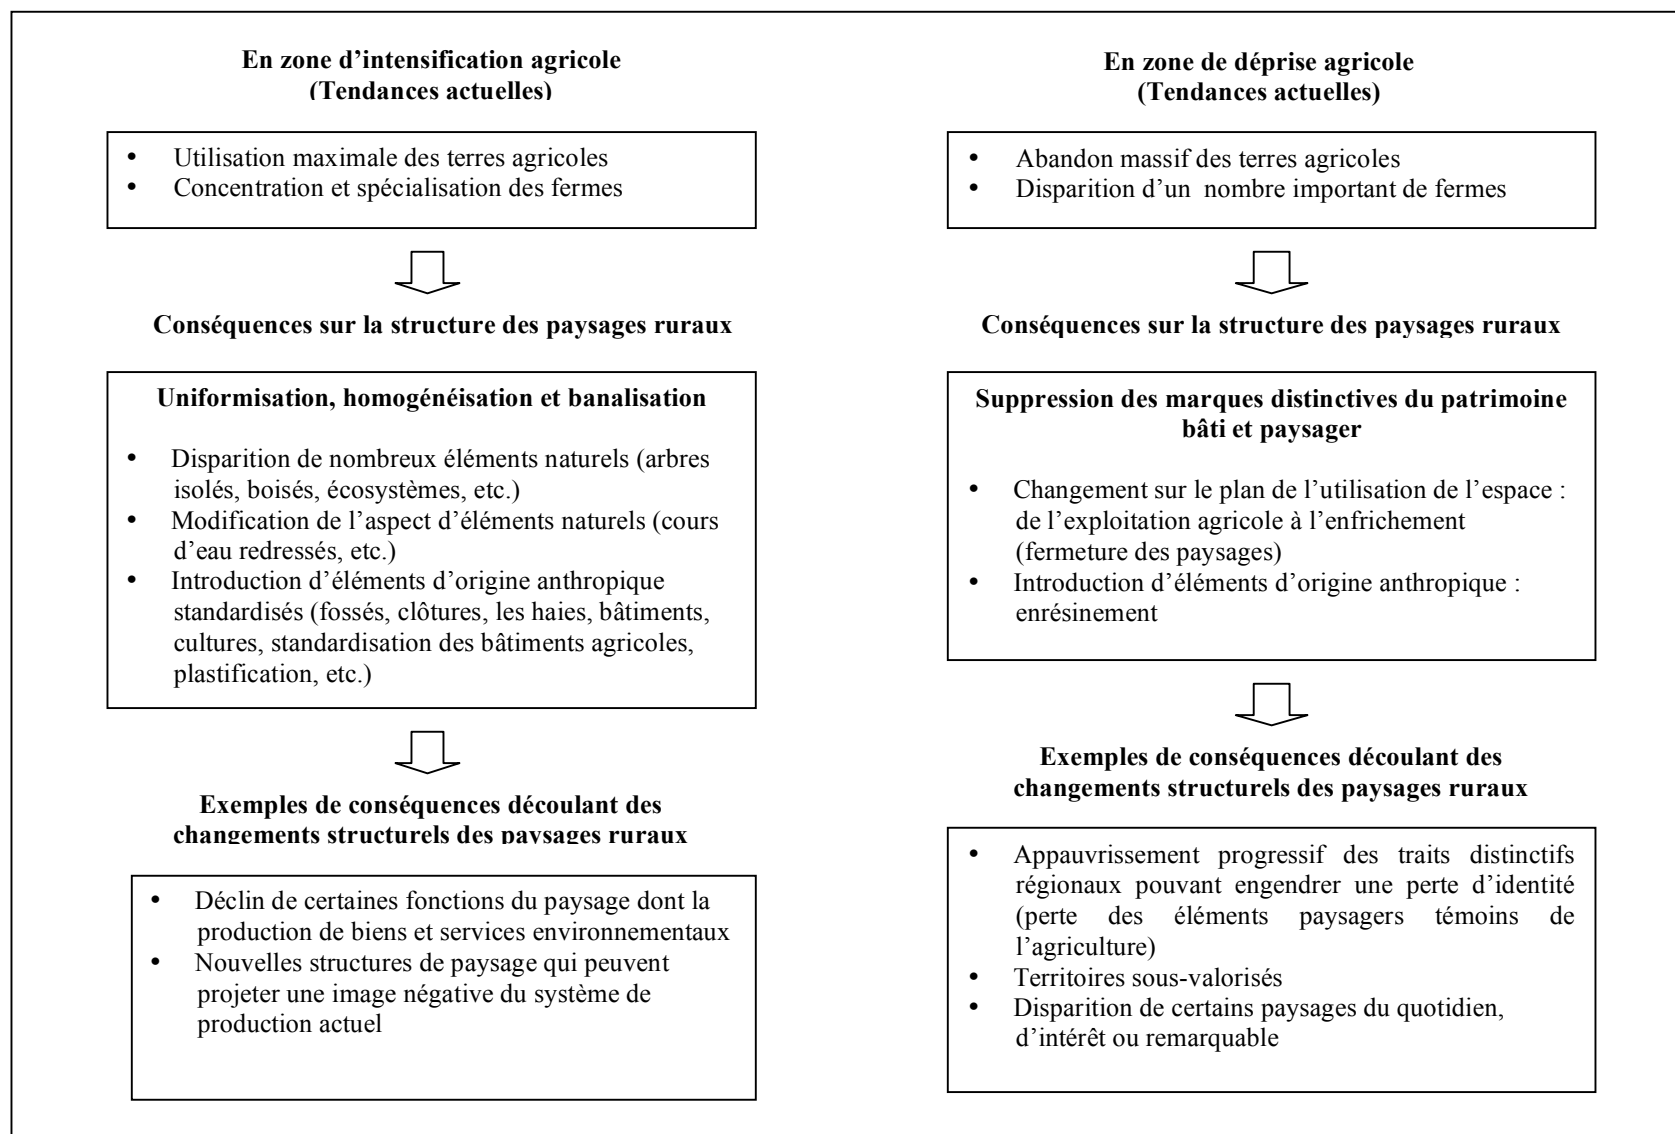 En zone d’intensification agricole
(Tendances actuelles)
• Utilisation maximale des terres agricoles
• Concentration et spécialisation des fermes
Conséquences sur la structure des paysages ruraux
Uniformisation, homogénéisation et banalisation
• Disparition de nombreux éléments naturels (arbres
isolés, boisés, écosystèmes, etc.)
• Modification de l’aspect d’éléments naturels (cours
d’eau redressés, etc.)
• Introduction d’éléments d’origine anthropique
standardisés (fossés, clôtures, les haies, bâtiments,
cultures, standardisation des bâtiments agricoles,
plastification, etc.)
Exemples de conséquences découlant des
changements structurels des paysages ruraux
• Déclin de certaines fonctions du paysage dont la
production de biens et services environnementaux
• Nouvelles structures de paysage qui peuvent
projeter une image négative du système de
production actuel
En zone de déprise agricole
(Tendances actuelles)
• Abandon massif des terres agricoles
• Disparition d’un nombre important de fermes
Conséquences sur la structure des paysages ruraux
Suppression des marques distinctives du patrimoine
bâti et paysager
• Changement sur le plan de l’utilisation de l’espace :
de l’exploitation agricole à l’enfrichement
(fermeture des paysages)
• Introduction d’éléments d’origine anthropique :
enrésinement
Exemples de conséquences découlant des
changements structurels des paysages ruraux
• Appauvrissement progressif des traits distinctifs
régionaux pouvant engendrer une perte d’identité
(perte des éléments paysagers témoins de
l’agriculture)
• Territoires sous-valorisés
• Disparition de certains paysages du quotidien,
d’intérêt ou remarquable